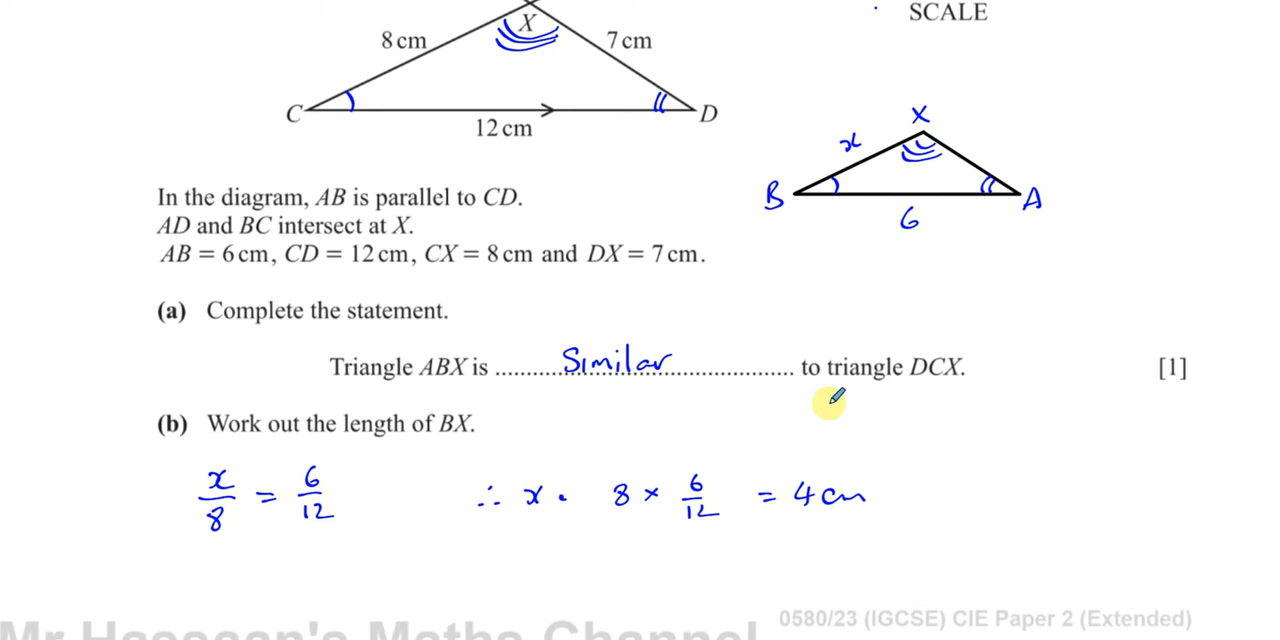 SCALE
X
8 cm
7 cm
C
D
12 cm
X
x
B
A
6
In the diagram, AB is parallel to CD.
AD and BC intersect at X.
AB = 6 cm, CD = 12 cm, CX = 8 cm and DX = 7 cm.
(a) Complete the statement.
Triangle ABX is .......... Similar .......... to triangle DCX. [1]
(b) Work out the length of BX.
x/8 = 6/12 ∴ x = 8 × 6/12 = 4 cm
0580/23 (IGCSE) CIE Paper 2 (Extended)